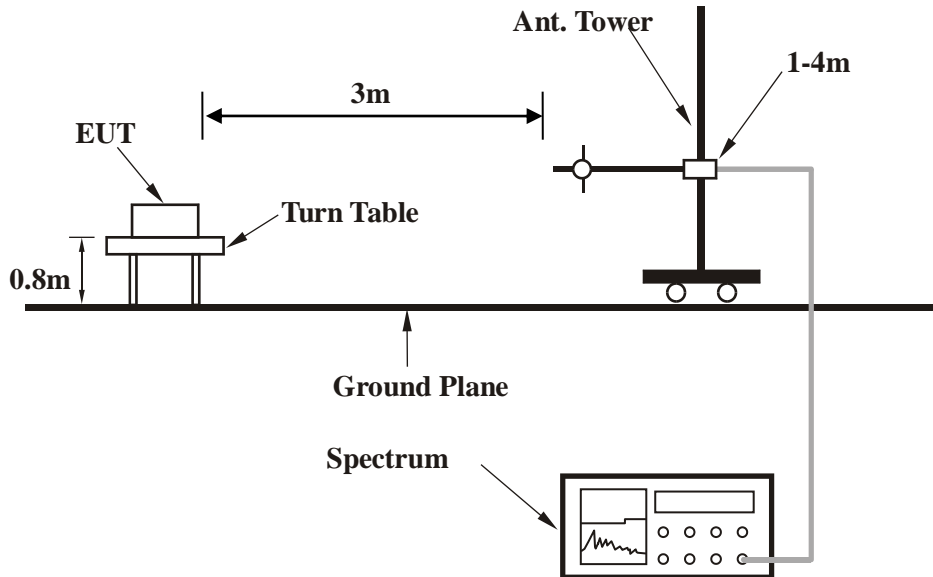 Ant. Tower
1-4m
3m
EUT
Turn Table
0.8m
Ground Plane
Spectrum